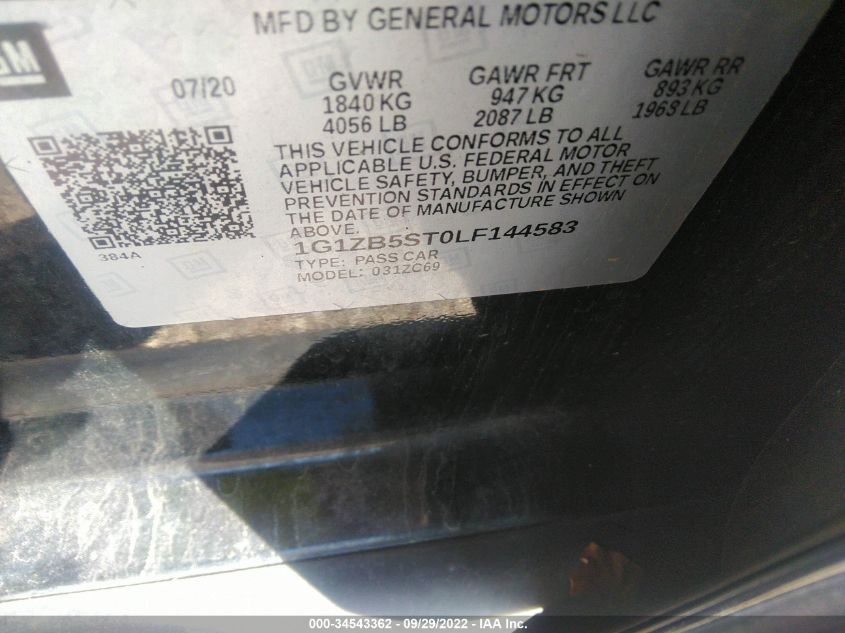 MFD BY GENERAL MOTORS LLC
GM
07/20 GVWR GAWR FRT GAWR RR
1840 KG 947 KG 893 KG
4056 LB 2087 LB 1968 LB
THIS VEHICLE CONFORMS TO ALL
APPLICABLE U.S. FEDERAL MOTOR
VEHICLE SAFETY, BUMPER, AND THEFT
PREVENTION STANDARDS IN EFFECT ON
THE DATE OF MANUFACTURE SHOWN
ABOVE.
384A
1G1ZB5ST0LF144583
TYPE: PASS CAR
MODEL: 031ZC69
000-34543362 - 09/29/2022 - IAA Inc.